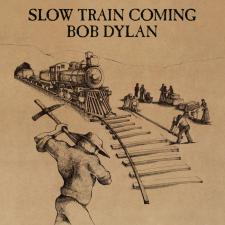 SLOW TRAIN COMING
BOB DYLAN